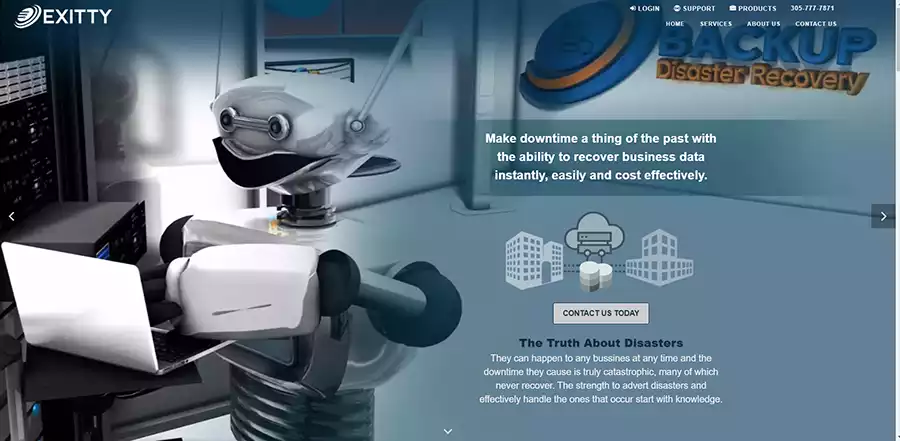 EXITTY
LOGIN SUPPORT PRODUCTS 305-777-7871
HOME SERVICES ABOUT US CONTACT US
BACKUP
Disaster Recovery
Make downtime a thing of the past with
the ability to recover business data
instantly, easily and cost effectively.
CONTACT US TODAY
The Truth About Disasters
They can happen to any bussines at any time and the
downtime they cause is truly catastrophic, many of which
never recover. The strength to advert disasters and
effectively handle the ones that occur start with knowledge.